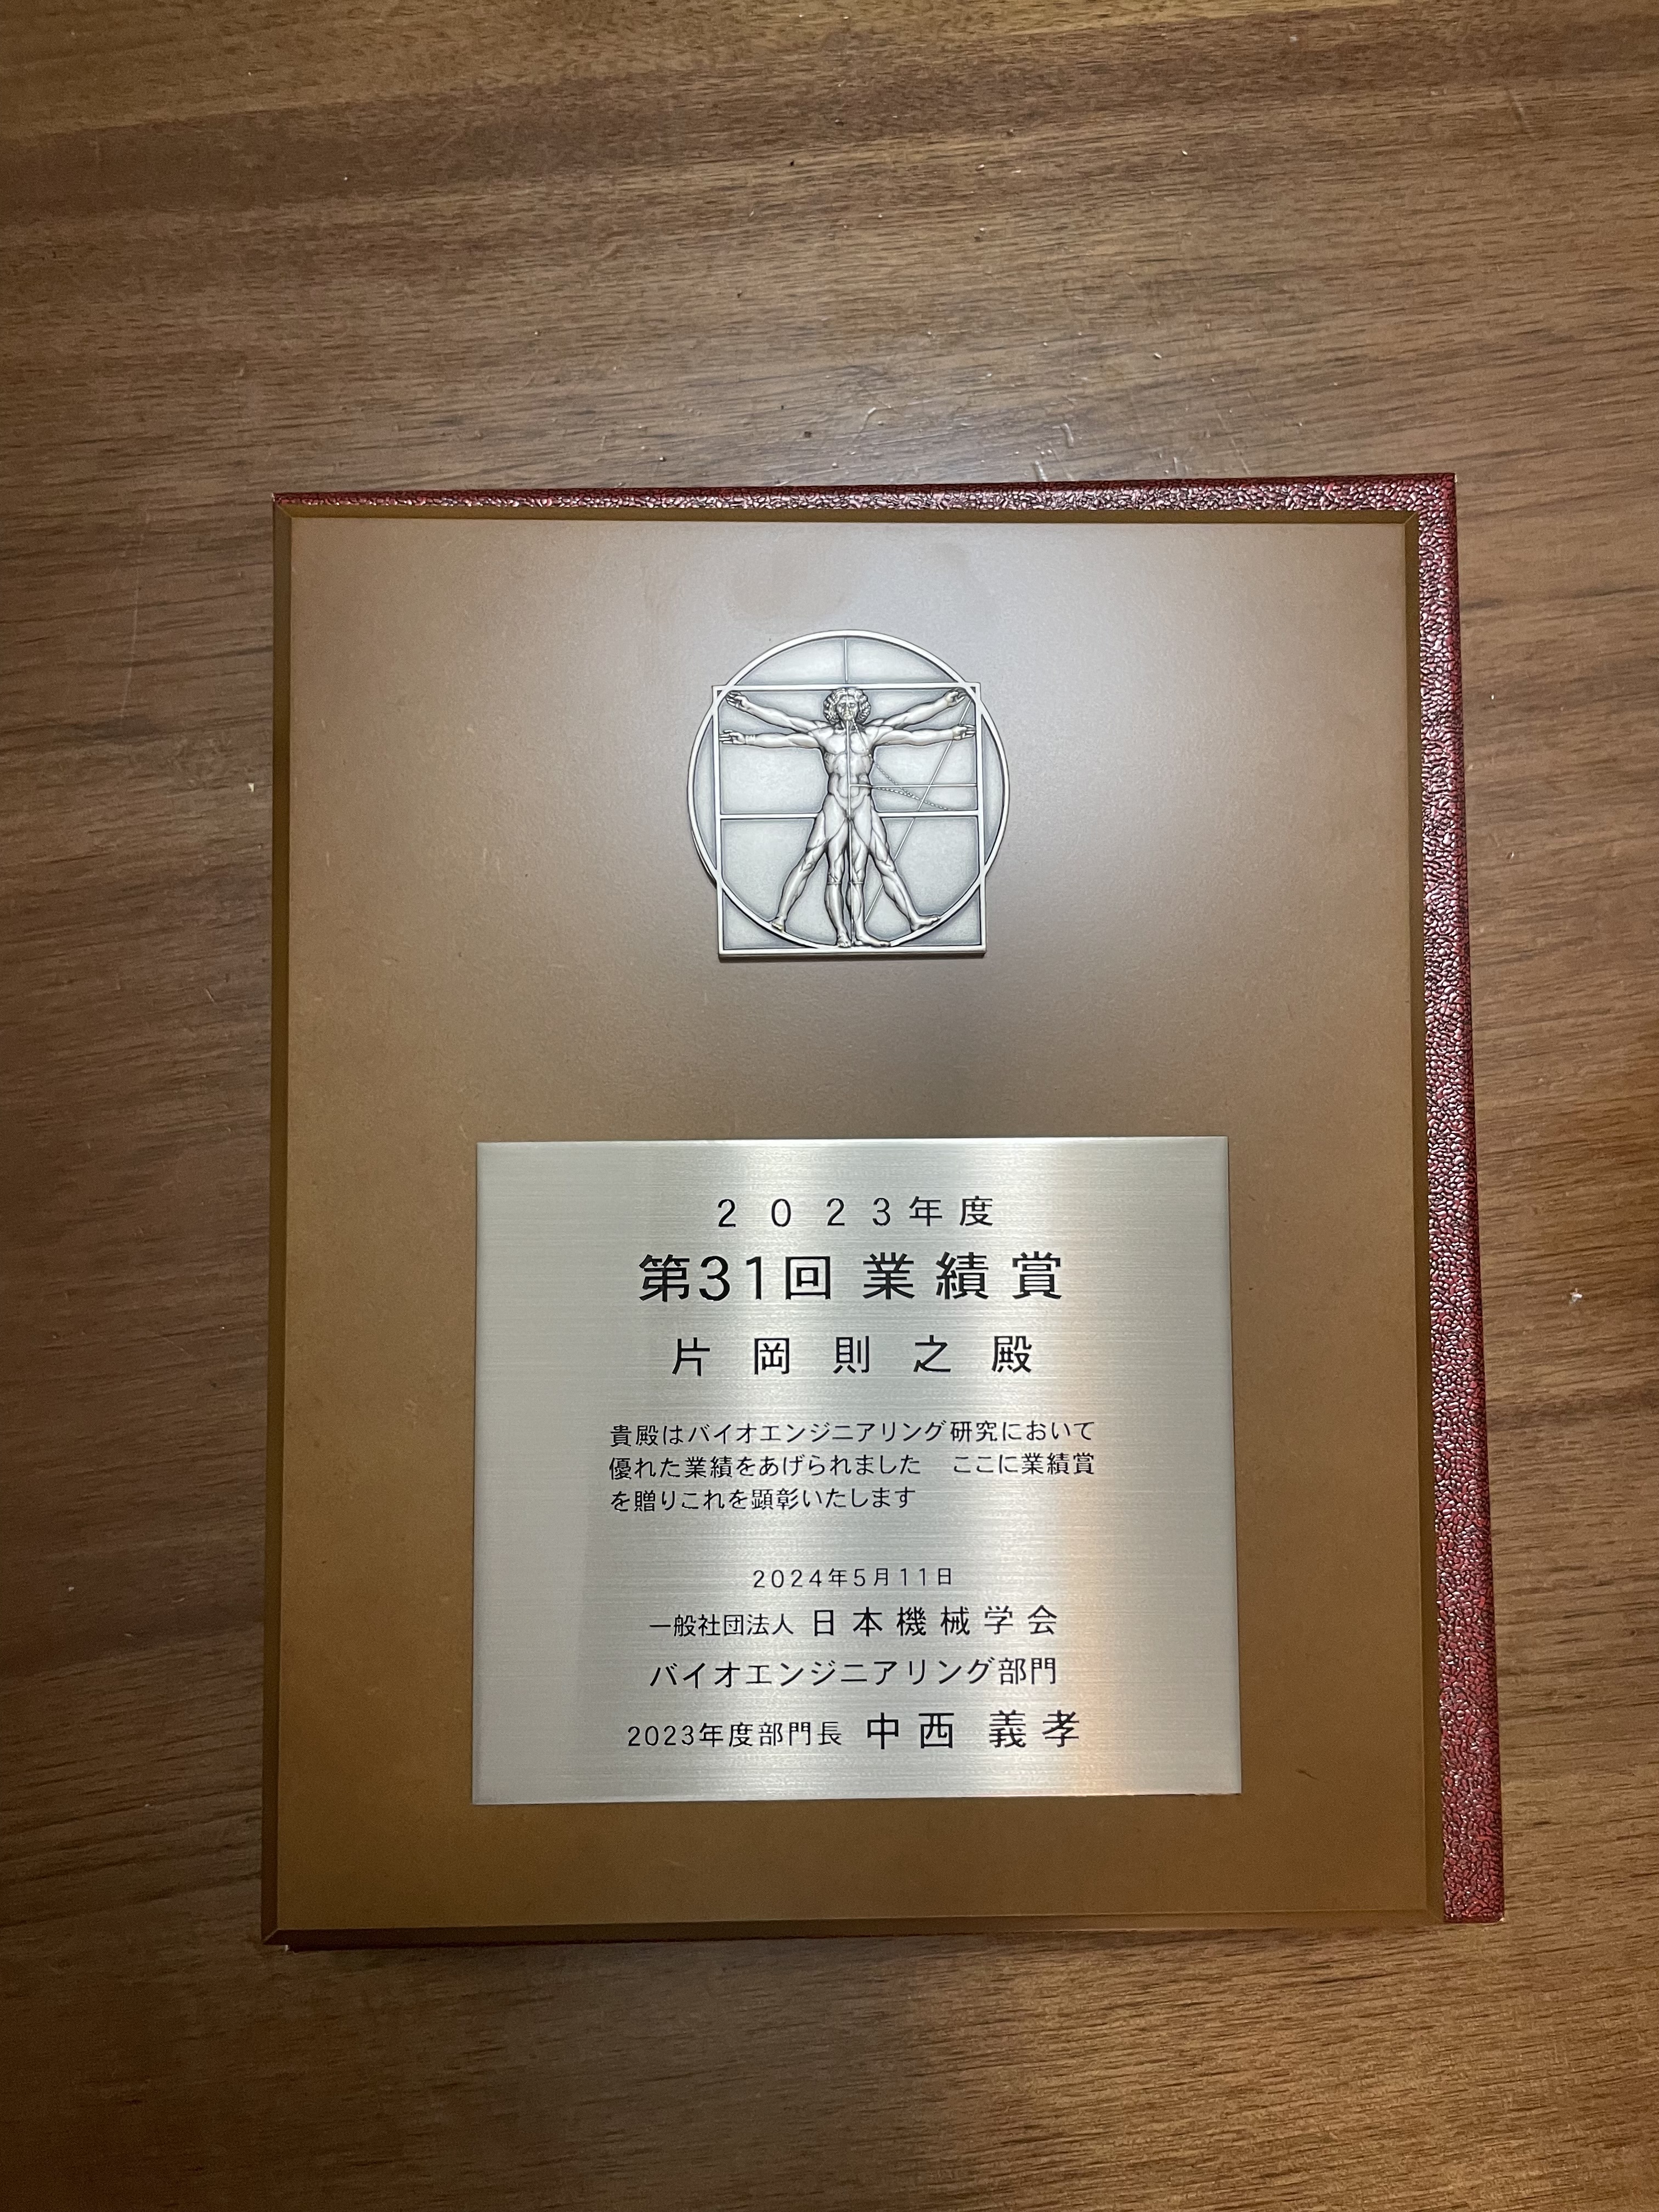 2023年度
第31回 業績賞
片岡則之殿
貴殿はバイオエンジニアリング研究において
優れた業績をあげられました　ここに業績賞
を贈りこれを顕彰いたします
2024年5月11日
一般社団法人 日本機械学会
バイオエンジニアリング部門
2023年度部門長 中西 義孝